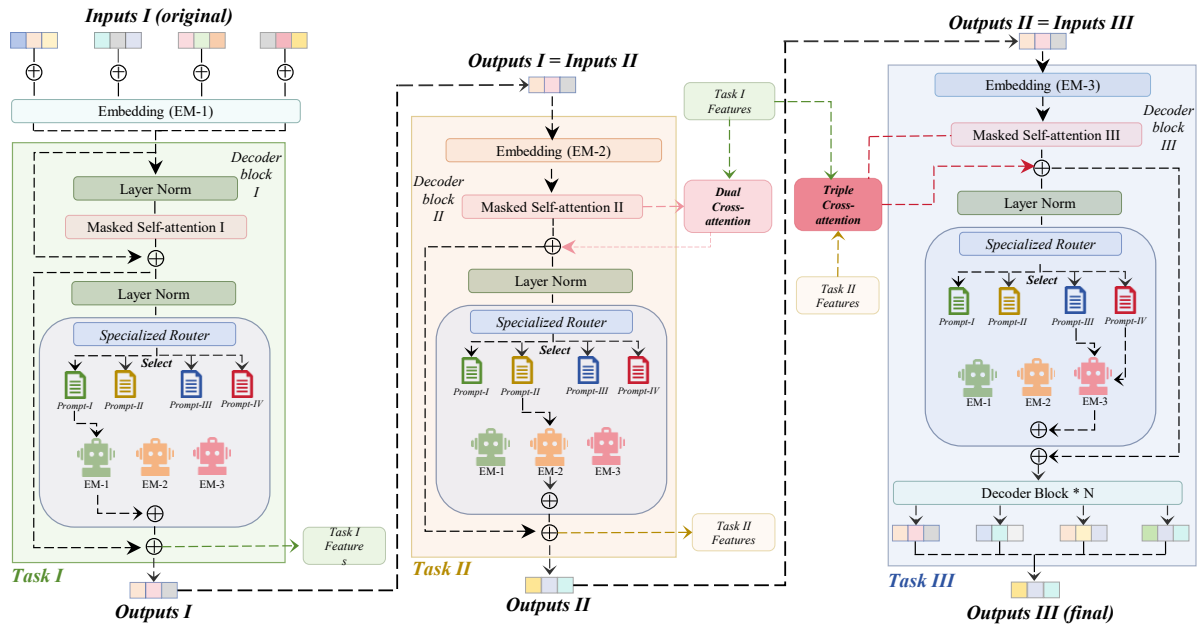 Inputs I (original)
Embedding (EM-1)
Decoder
block
I
Layer Norm
Masked Self-attention I
Layer Norm
Specialized Router
Select
Prompt-I
Prompt-II
Prompt-III
Prompt-IV
EM-1
EM-2
EM-3
Task I
Feature
s
Task I
Outputs I
Outputs I = Inputs II
Embedding (EM-2)
Decoder
block
II
Masked Self-attention II
Layer Norm
Specialized Router
Select
Prompt-I
Prompt-II
Prompt-III
Prompt-IV
EM-1
EM-2
EM-3
Task II
Features
Task II
Outputs II
Task I
Features
Dual
Cross-
attention
Triple
Cross-
attention
Task II
Features
Outputs II = Inputs III
Embedding (EM-3)
Decoder
block
III
Masked Self-attention III
Layer Norm
Specialized Router
Select
Prompt-I
Prompt-II
Prompt-III
Prompt-IV
EM-1
EM-2
EM-3
Decoder Block * N
Task III
Outputs III (final)